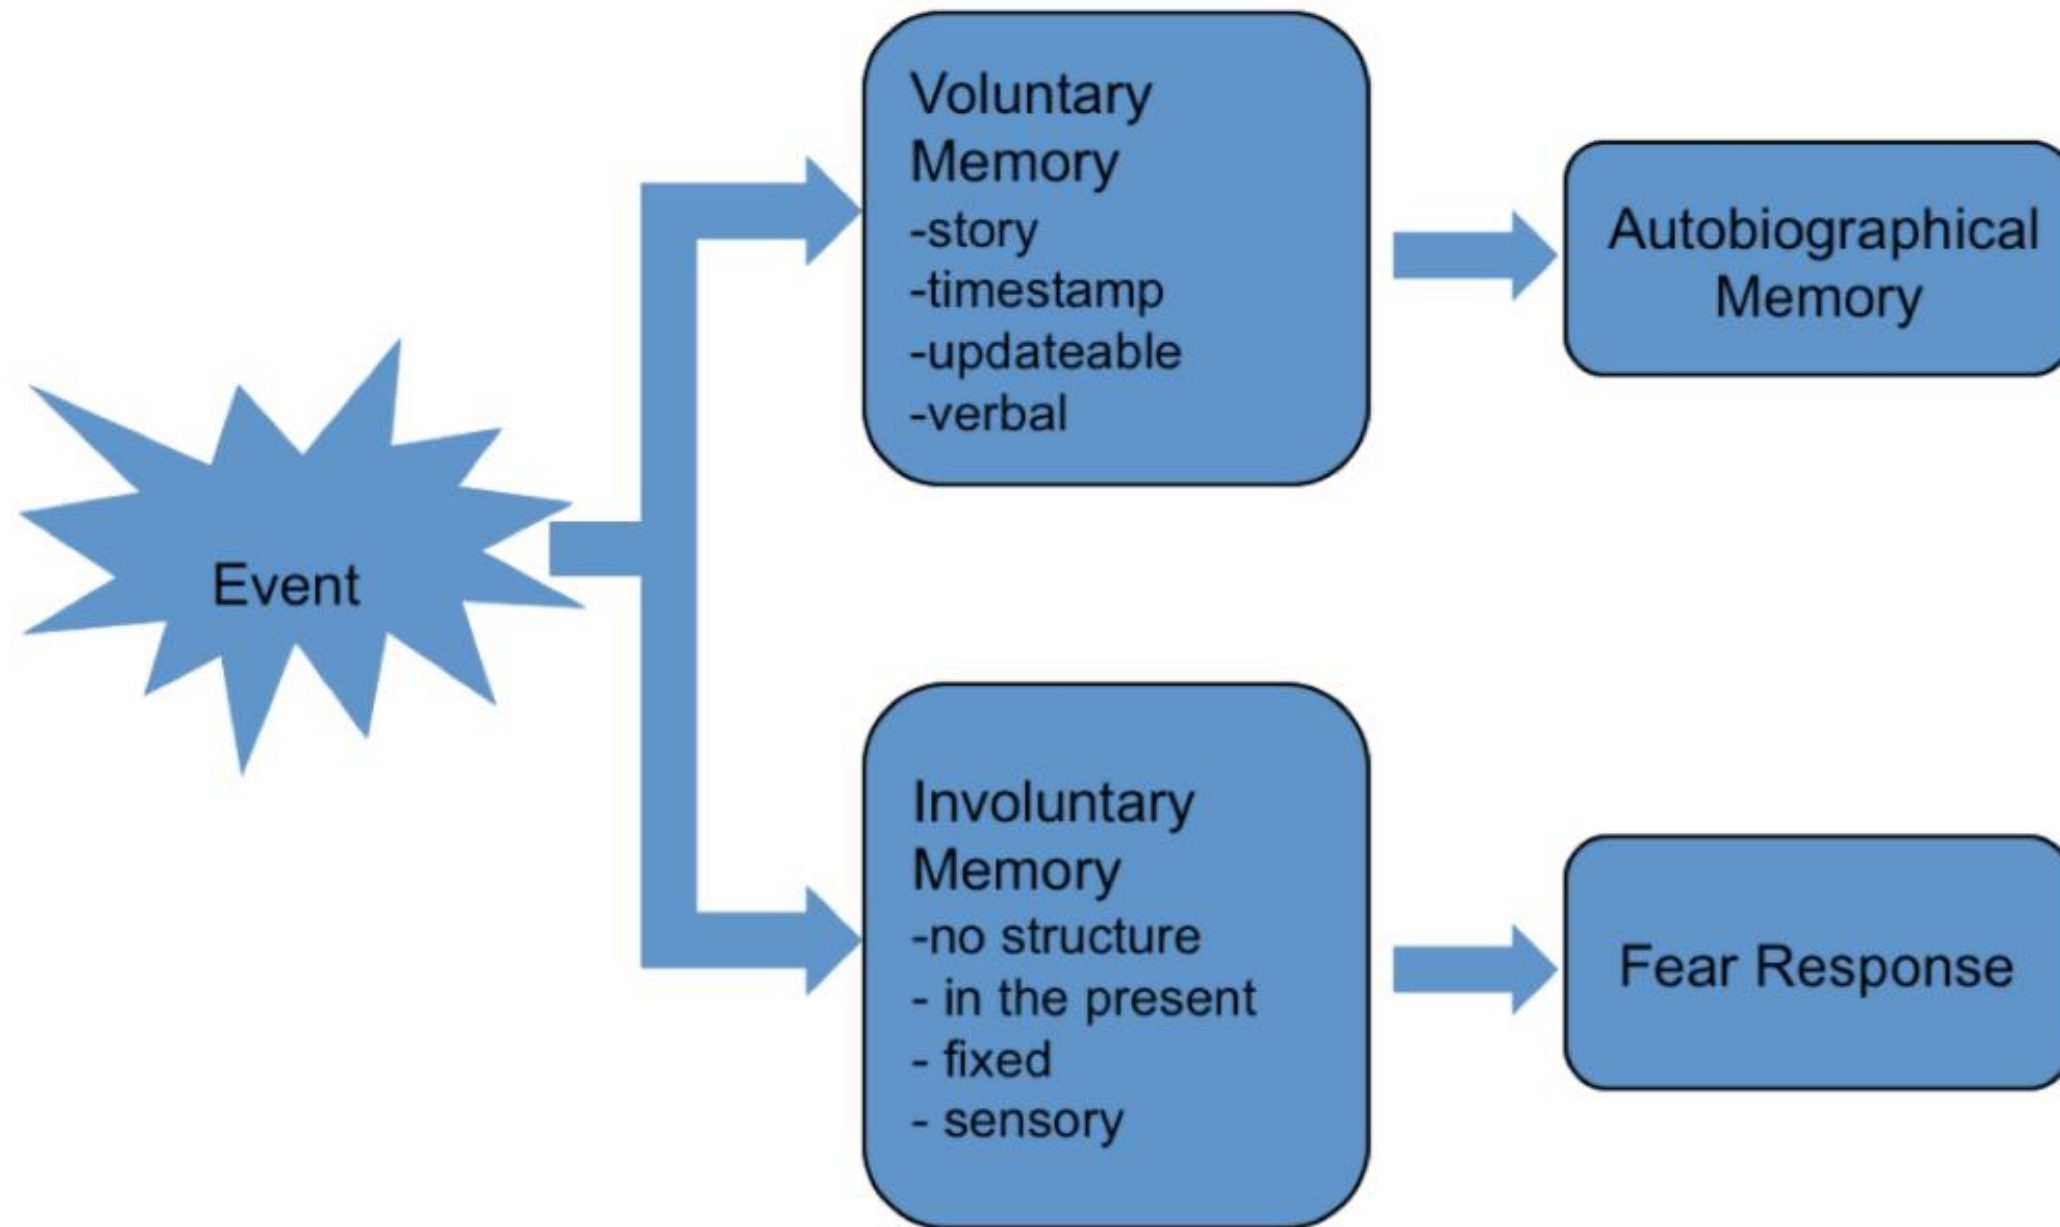 Event
Voluntary
Memory
-story
-timestamp
-updateable
-verbal
Autobiographical
Memory
Involuntary
Memory
-no structure
- in the present
- fixed
- sensory
Fear Response